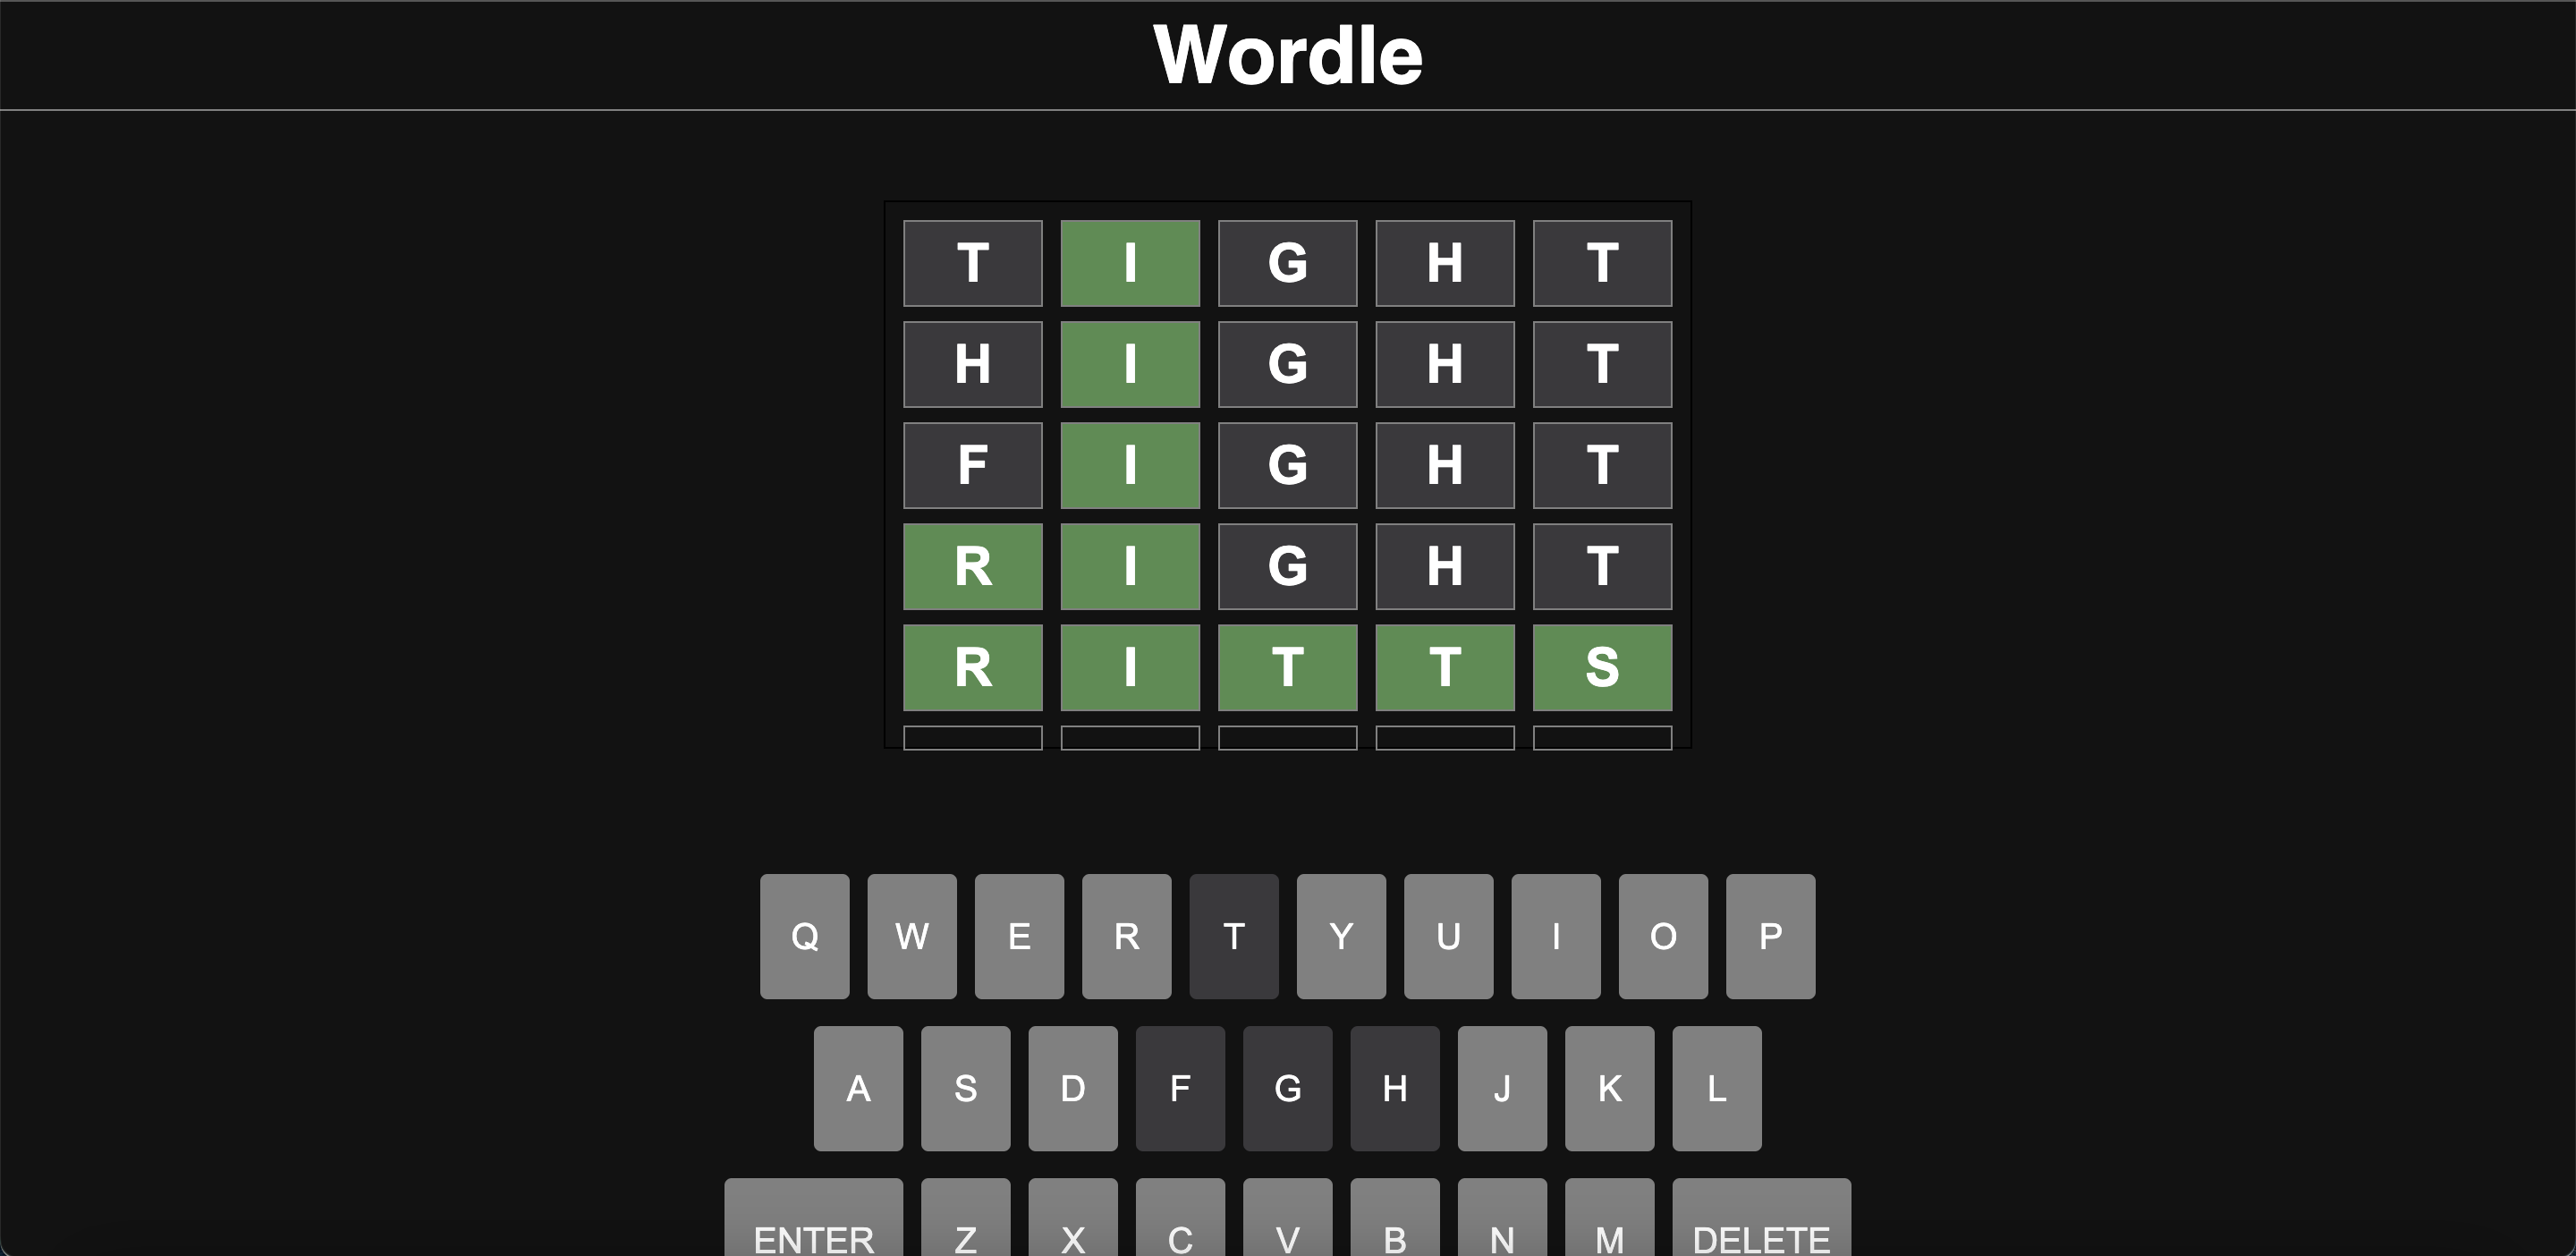 Wordle
T I G H T
H I G H T
F I G H T
R I G H T
R I T T S
Q W E R T Y U I O P
A S D F G H J K L
ENTER Z X C V B N M DELETE